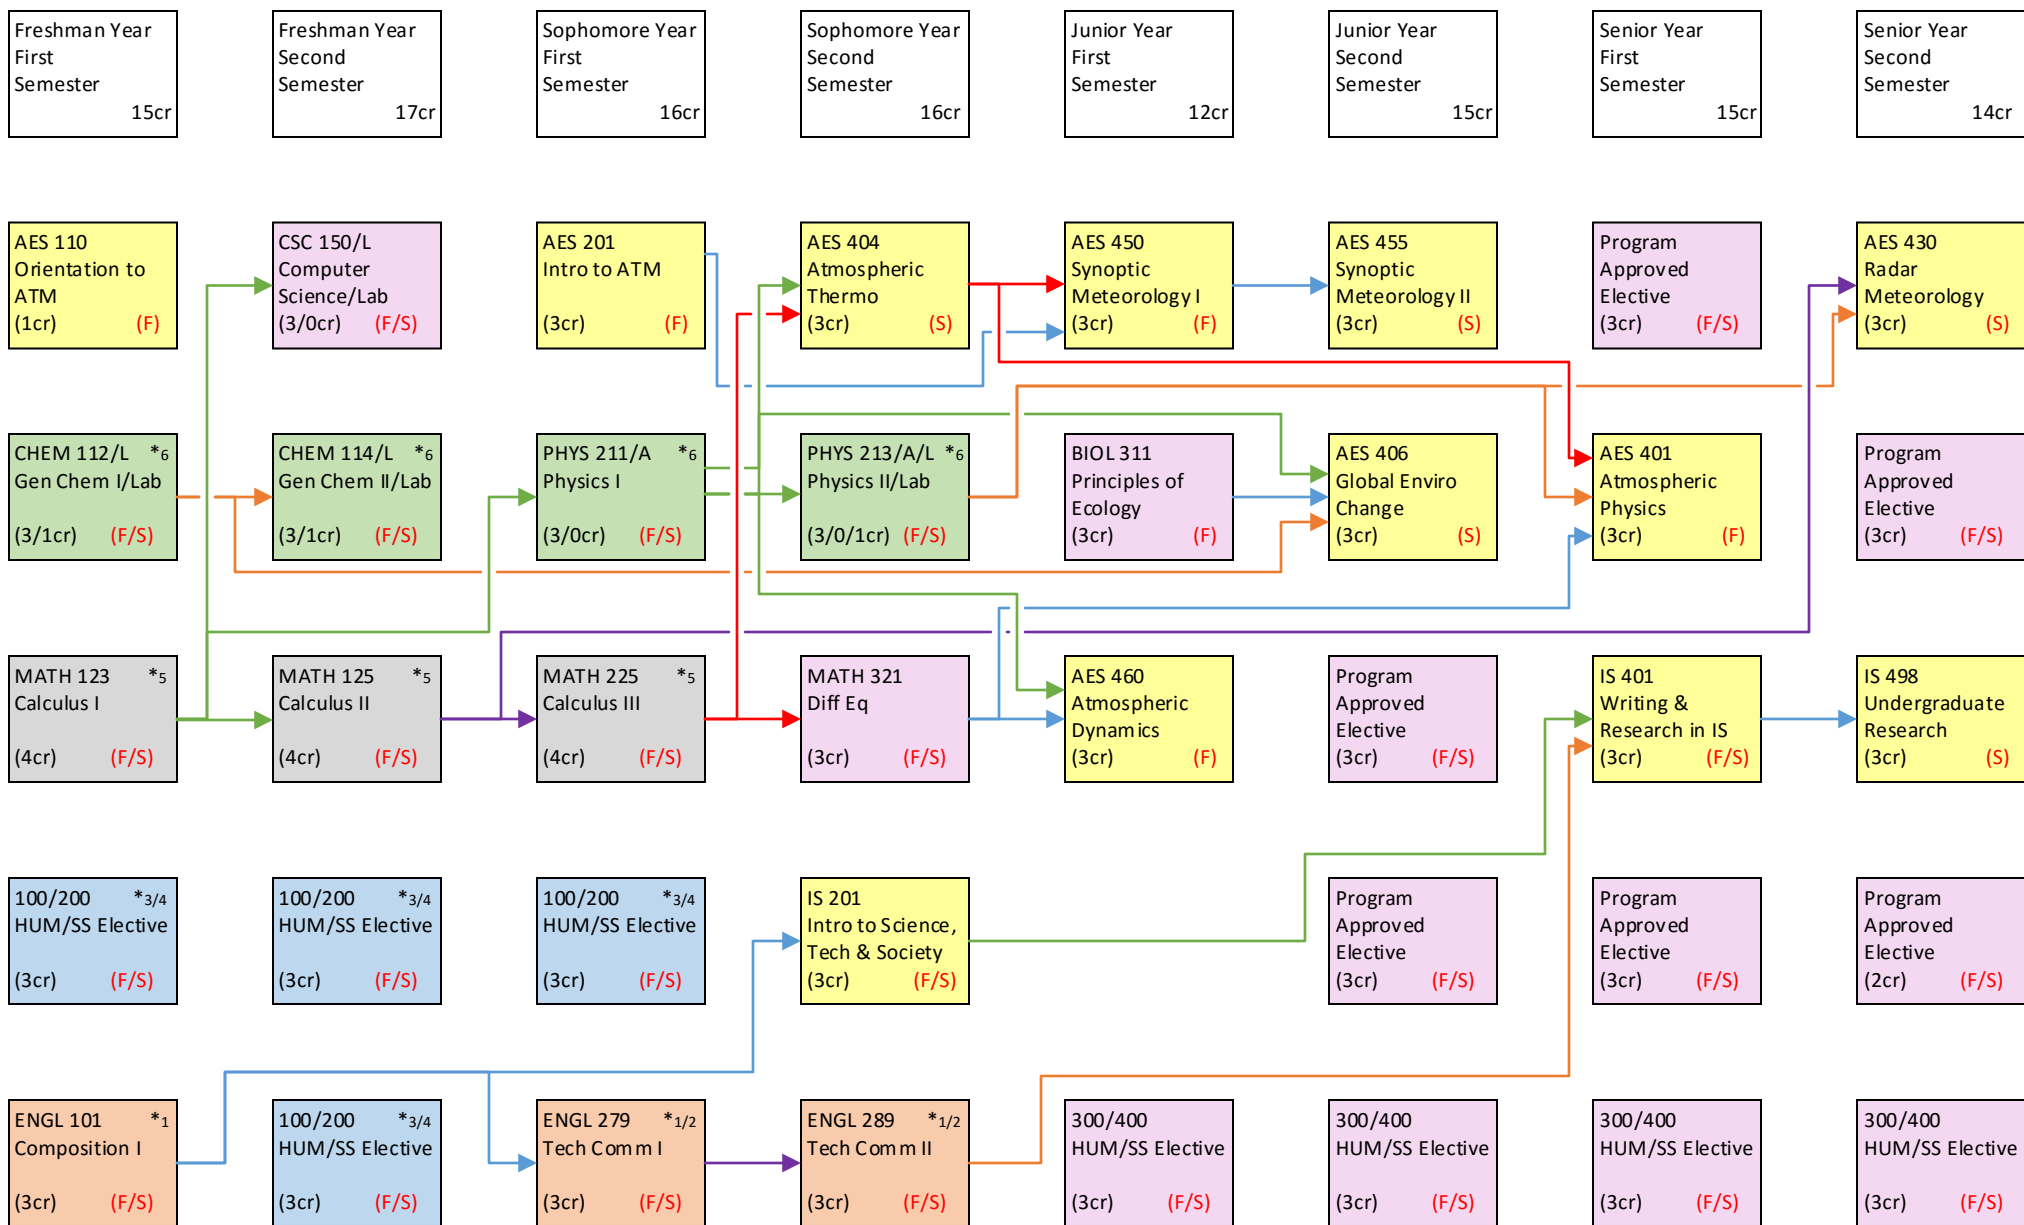 Freshman Year
First
Semester
15cr
Freshman Year
Second
Semester
17cr
Sophomore Year
First
Semester
16cr
Sophomore Year
Second
Semester
16cr
Junior Year
First
Semester
12cr
Junior Year
Second
Semester
15cr
Senior Year
First
Semester
15cr
Senior Year
Second
Semester
14cr
AES 110
Orientation to
ATM
(1cr) (F)
CSC 150/L
Computer
Science/Lab
(3/0cr) (F/S)
AES 201
Intro to ATM
(3cr) (F)
AES 404
Atmospheric
Thermo
(3cr) (S)
AES 450
Synoptic
Meteorology I
(3cr) (F)
AES 455
Synoptic
Meteorology II
(3cr) (S)
Program
Approved
Elective
(3cr) (F/S)
AES 430
Radar
Meteorology
(3cr) (S)
CHEM 112/L *6
Gen Chem I/Lab
(3/1cr) (F/S)
CHEM 114/L *6
Gen Chem II/Lab
(3/1cr) (F/S)
PHYS 211/A *6
Physics I
(3/0cr) (F/S)
PHYS 213/A/L *6
Physics II/Lab
(3/0/1cr) (F/S)
BIOL 311
Principles of
Ecology
(3cr) (F)
AES 406
Global Enviro
Change
(3cr) (S)
AES 401
Atmospheric
Physics
(3cr) (F)
Program
Approved
Elective
(3cr) (F/S)
MATH 123 *5
Calculus I
(4cr) (F/S)
MATH 125 *5
Calculus II
(4cr) (F/S)
MATH 225 *5
Calculus III
(4cr) (F/S)
MATH 321
Diff Eq
(3cr) (F/S)
AES 460
Atmospheric
Dynamics
(3cr) (F)
Program
Approved
Elective
(3cr) (F/S)
IS 401
Writing &
Research in IS
(3cr) (F/S)
IS 498
Undergraduate
Research
(3cr) (S)
100/200 *3/4
HUM/SS Elective
(3cr) (F/S)
100/200 *3/4
HUM/SS Elective
(3cr) (F/S)
100/200 *3/4
HUM/SS Elective
(3cr) (F/S)
IS 201
Intro to Science,
Tech & Society
(3cr) (F/S)
Program
Approved
Elective
(3cr) (F/S)
Program
Approved
Elective
(3cr) (F/S)
Program
Approved
Elective
(2cr) (F/S)
ENGL 101 *1
Composition I
(3cr) (F/S)
100/200 *3/4
HUM/SS Elective
(3cr) (F/S)
ENGL 279 *1/2
Tech Comm I
(3cr) (F/S)
ENGL 289 *1/2
Tech Comm II
(3cr) (F/S)
300/400
HUM/SS Elective
(3cr) (F/S)
300/400
HUM/SS Elective
(3cr) (F/S)
300/400
HUM/SS Elective
(3cr) (F/S)
300/400
HUM/SS Elective
(3cr) (F/S)